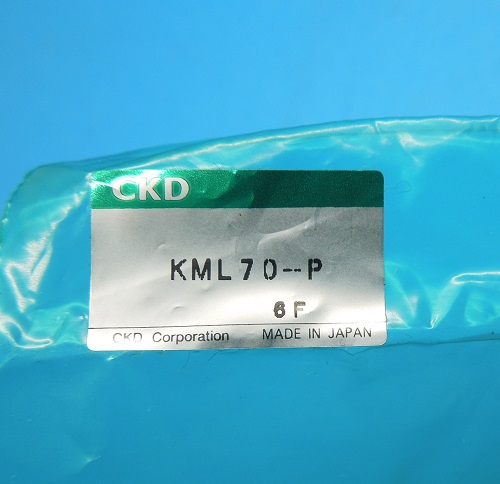 CKD
KML70--P
6F
CKD Corporation MADE IN JAPAN